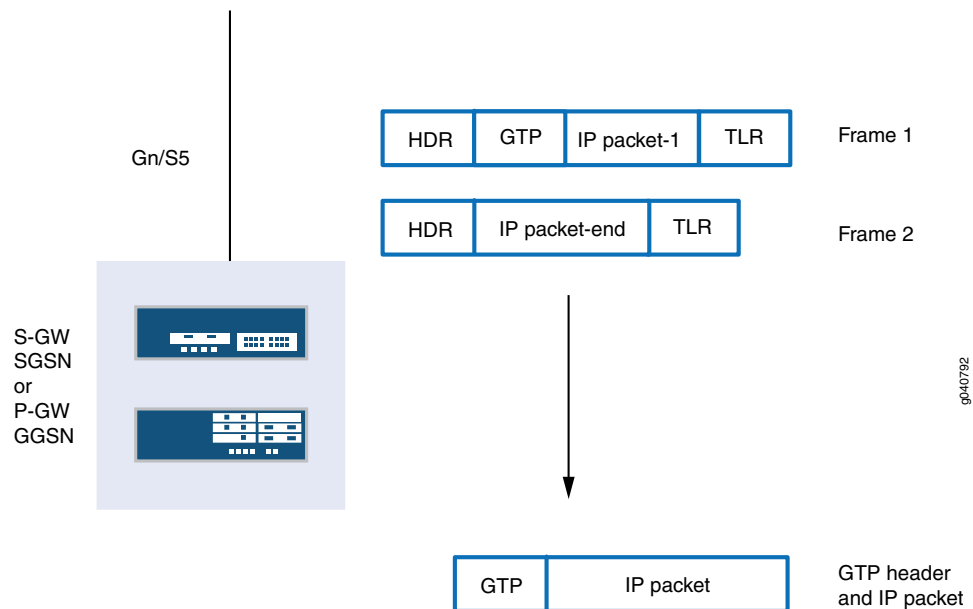 HDR GTP IP packet-1 TLR Frame 1
Gn/S5
HDR IP packet-end TLR Frame 2
S-GW
SGSN
or
P-GW
GGSN
g040792
GTP IP packet
GTP header
and IP packet